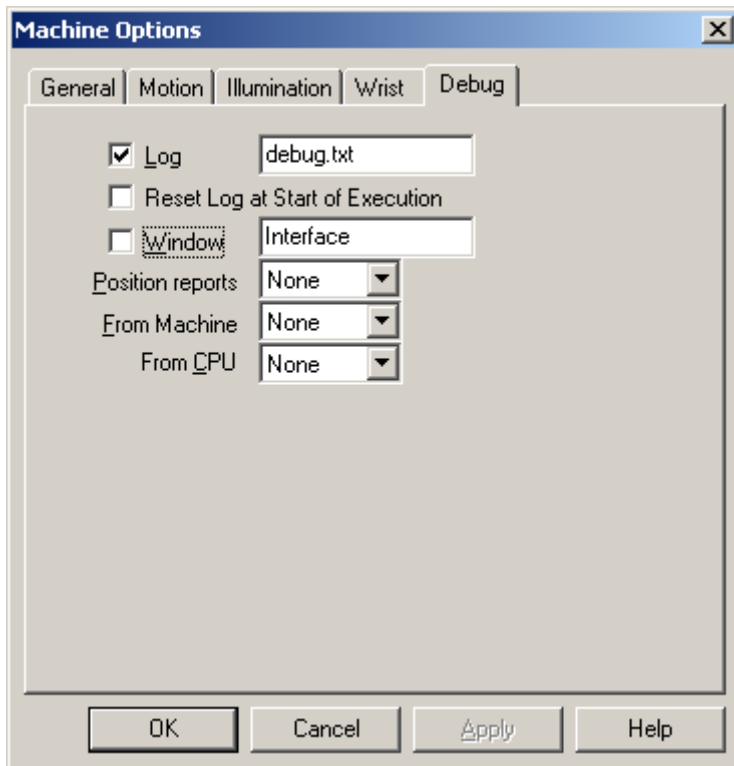 Machine Options
General Motion Illumination Wrist Debug
Log debug.txt
Reset Log at Start of Execution
Window Interface
Position reports None
From Machine None
From CPU None
OK Cancel Apply Help